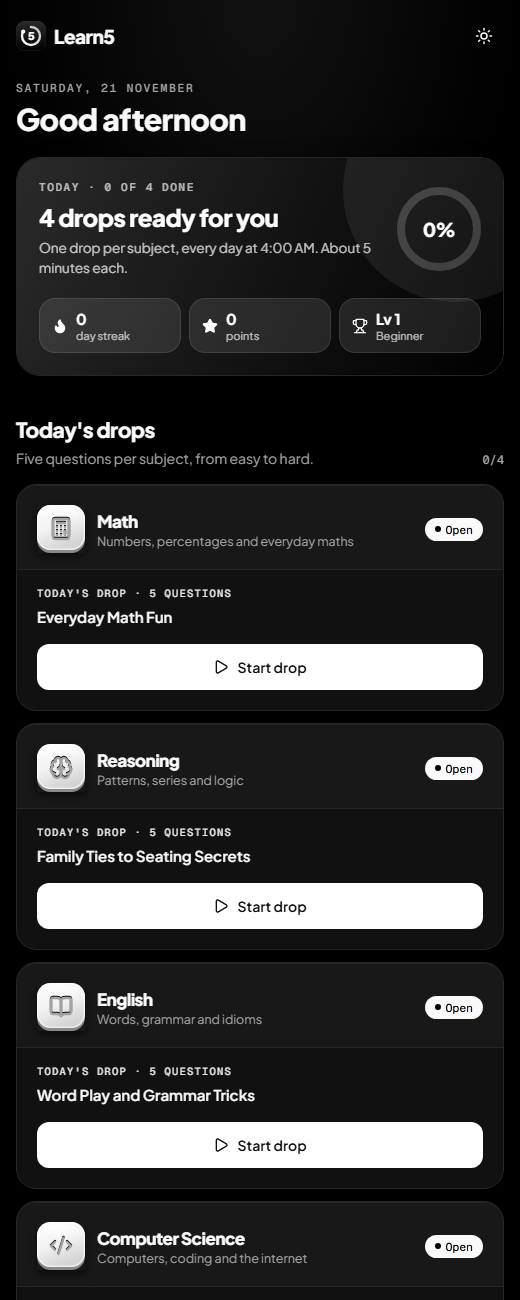 5
Learn5
SATURDAY, 21 NOVEMBER
Good afternoon
TODAY · 0 OF 4 DONE
4 drops ready for you
One drop per subject, every day at 4:00 AM. About 5
minutes each.
0%
0
day streak
0
points
Lv 1
Beginner
Today's drops
Five questions per subject, from easy to hard.
0/4
Math
Numbers, percentages and everyday maths
Open
TODAY'S DROP · 5 QUESTIONS
Everyday Math Fun
Start drop
Reasoning
Patterns, series and logic
Open
TODAY'S DROP · 5 QUESTIONS
Family Ties to Seating Secrets
Start drop
English
Words, grammar and idioms
Open
TODAY'S DROP · 5 QUESTIONS
Word Play and Grammar Tricks
Start drop
Computer Science
Computers, coding and the internet
Open